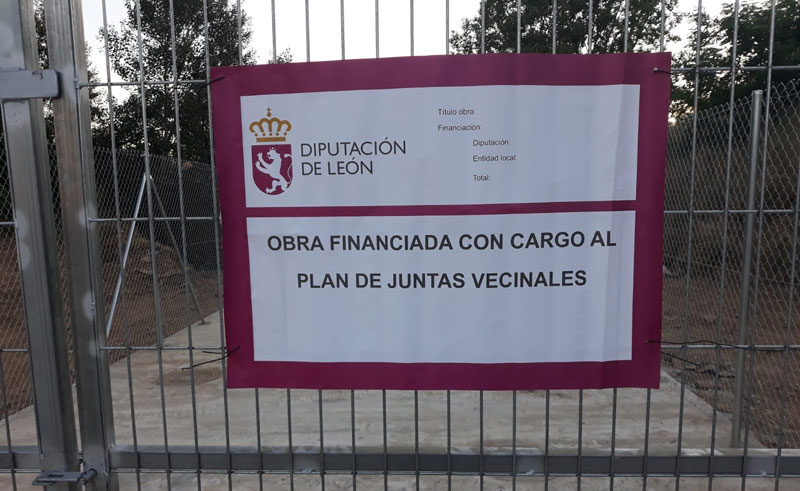 DIPUTACIÓN
DE LEÓN
Título obra:
Financiación:
Diputación:
Entidad local:
Total:
OBRA FINANCIADA CON CARGO AL
PLAN DE JUNTAS VECINALES